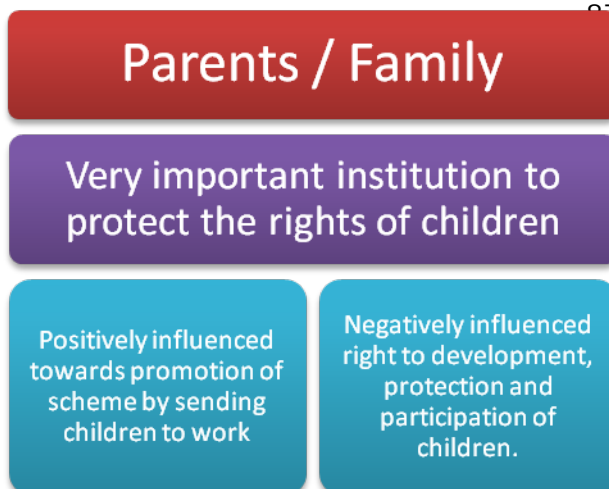 Parents / Family
Very important institution to
protect the rights of children
Positively influenced
towards promotion of
scheme by sending
children to work
Negatively influenced
right to development,
protection and
participation of
children.